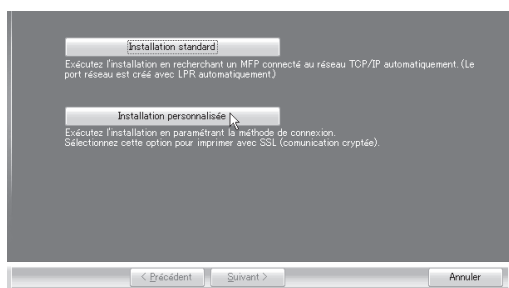 Installation standard
Exécutez l'installation en recherchant un MFP connecté au réseau TCP/IP automatiquement. (Le
port réseau est créé avec LPR automatiquement.)
Installation personnalisée
Exécutez l'installation en paramétrant la méthode de connexion.
Sélectionnez cette option pour imprimer avec SSL (comunication cryptée).
< Précédent
Suivant >
Annuler